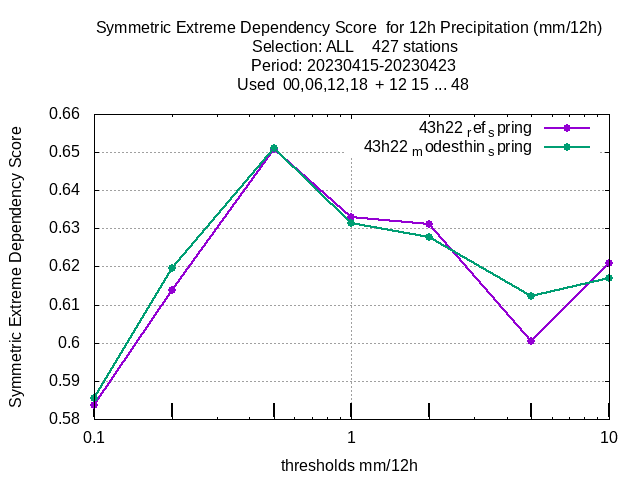 Symmetric Extreme Dependency Score  for 12h Precipitation (mm/12h)
Selection: ALL    427 stations
Period: 20230415-20230423
Used  00,06,12,18  + 12 15 ... 48
0.66
0.65
0.64
0.63
0.62
0.61
0.6
0.59
0.58
Symmetric Extreme Dependency Score
43h22 ref spring
43h22 modesthin spring
0.1 1 10
thresholds mm/12h